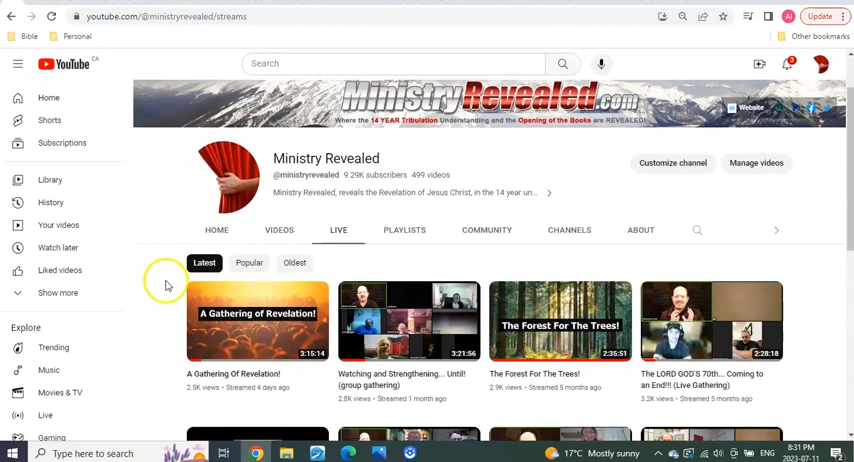 youtube.com/@ministryrevealed/streams
AI
Update
Bible
Personal
Other bookmarks
YouTube CA
Search
3
MinistryRevealed.com
Website
Where the 14 YEAR Tribulation Understanding and the Opening of the Books are REVEALED!
Home
Shorts
Subscriptions
Library
History
Your videos
Watch later
Liked videos
Show more
Explore
Trending
Music
Movies & TV
Live
Gaming
Ministry Revealed
@ministryrevealed 9.29K subscribers 499 videos
Ministry Revealed, reveals the Revelation of Jesus Christ, in the 14 year un...
Customize channel
Manage videos
HOME VIDEOS LIVE PLAYLISTS COMMUNITY CHANNELS ABOUT
Latest Popular Oldest
A Gathering of Revelation!
3:15:14
A Gathering Of Revelation!
2.5K views • Streamed 4 days ago
3:21:56
Watching and Strengthening... Until!
(group gathering)
2.8K views • Streamed 1 month ago
The Forest For The Trees!
2:35:51
The Forest For The Trees!
2.9K views • Streamed 5 months ago
2:28:18
The LORD GOD'S 70th... Coming to
an End!!! (Live Gathering)
3.2K views • Streamed 5 months ago
Type here to search
17°C Mostly sunny
ENG
8:31 PM
2023-07-11
2